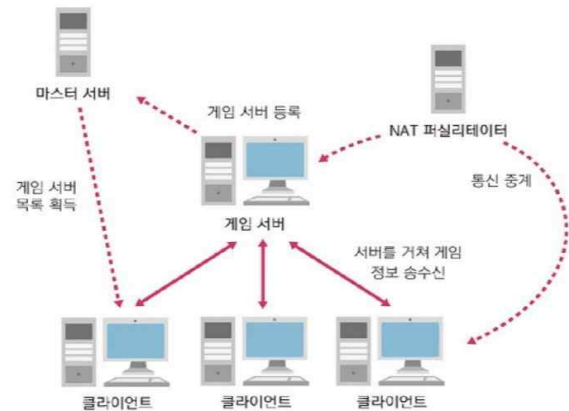 마스터 서버
게임 서버 등록
NAT 퍼실리테이터
게임 서버
목록 획득
통신 중계
게임 서버
서버를 거쳐 게임
정보 송수신
클라이언트
클라이언트
클라이언트